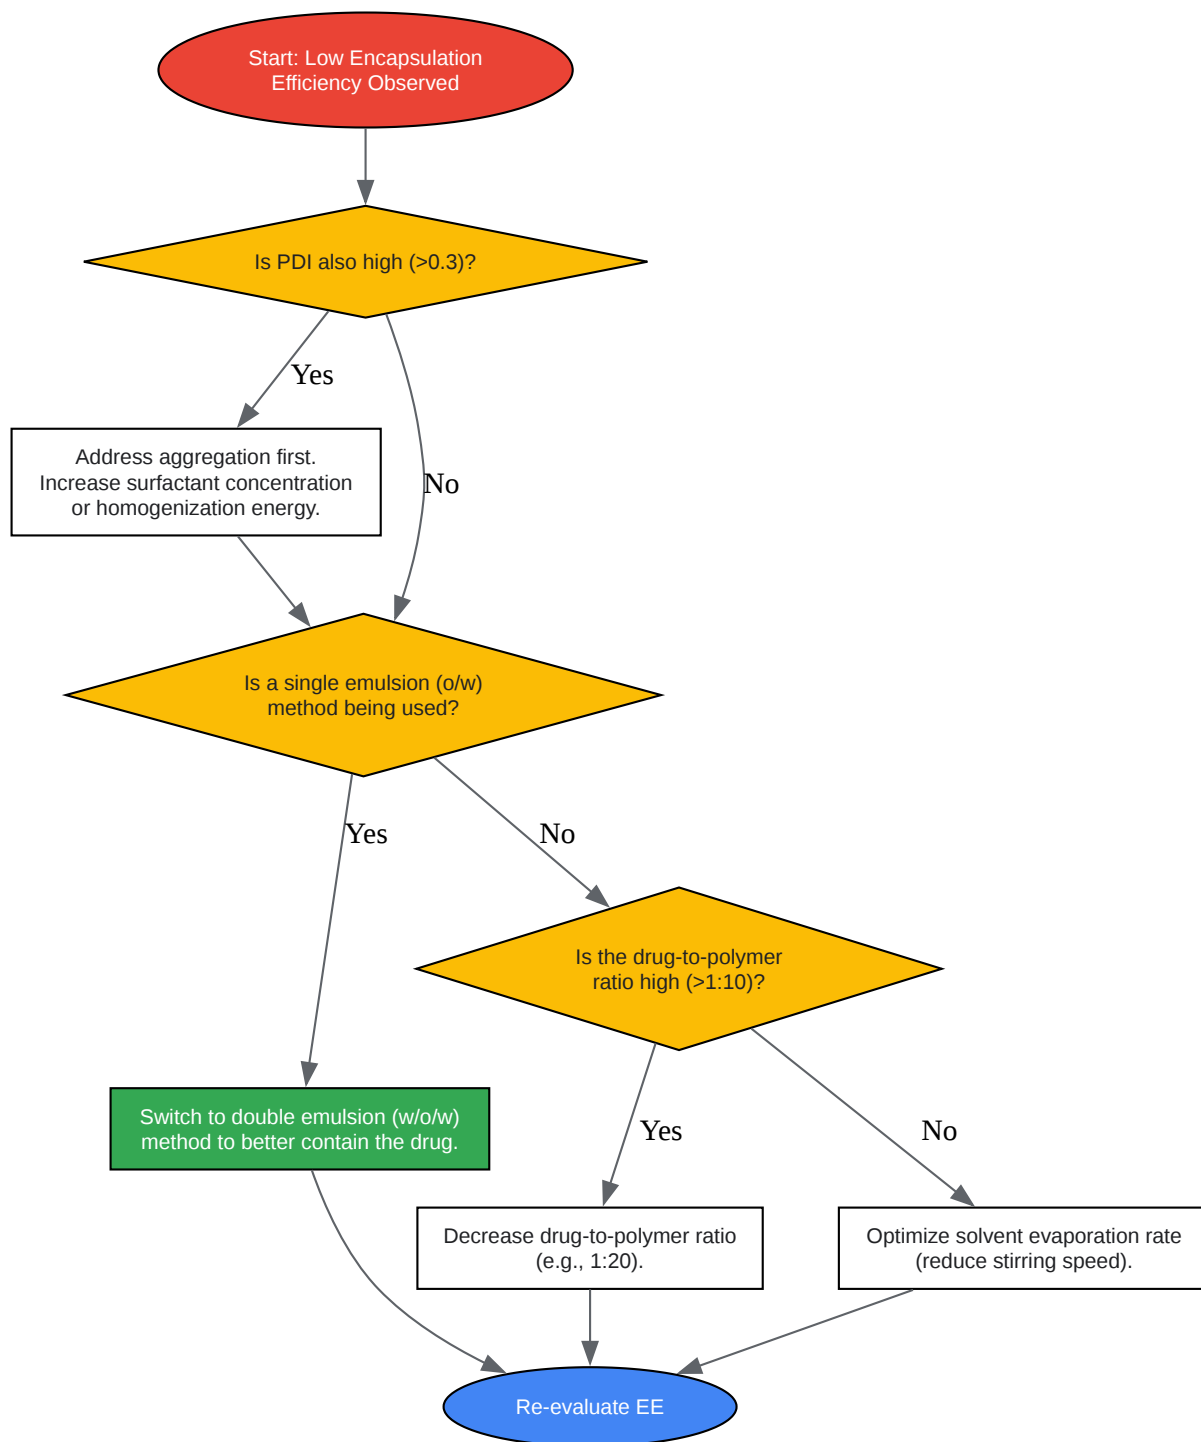 Start: Low Encapsulation
Efficiency Observed
Is PDI also high (>0.3)?
Yes
Address aggregation first.
Increase surfactant concentration
or homogenization energy.
No
Is a single emulsion (o/w)
method being used?
Yes
No
Is the drug-to-polymer
ratio high (>1:10)?
Switch to double emulsion (w/o/w)
method to better contain the drug.
Yes
No
Decrease drug-to-polymer ratio
(e.g., 1:20).
Optimize solvent evaporation rate
(reduce stirring speed).
Re-evaluate EE